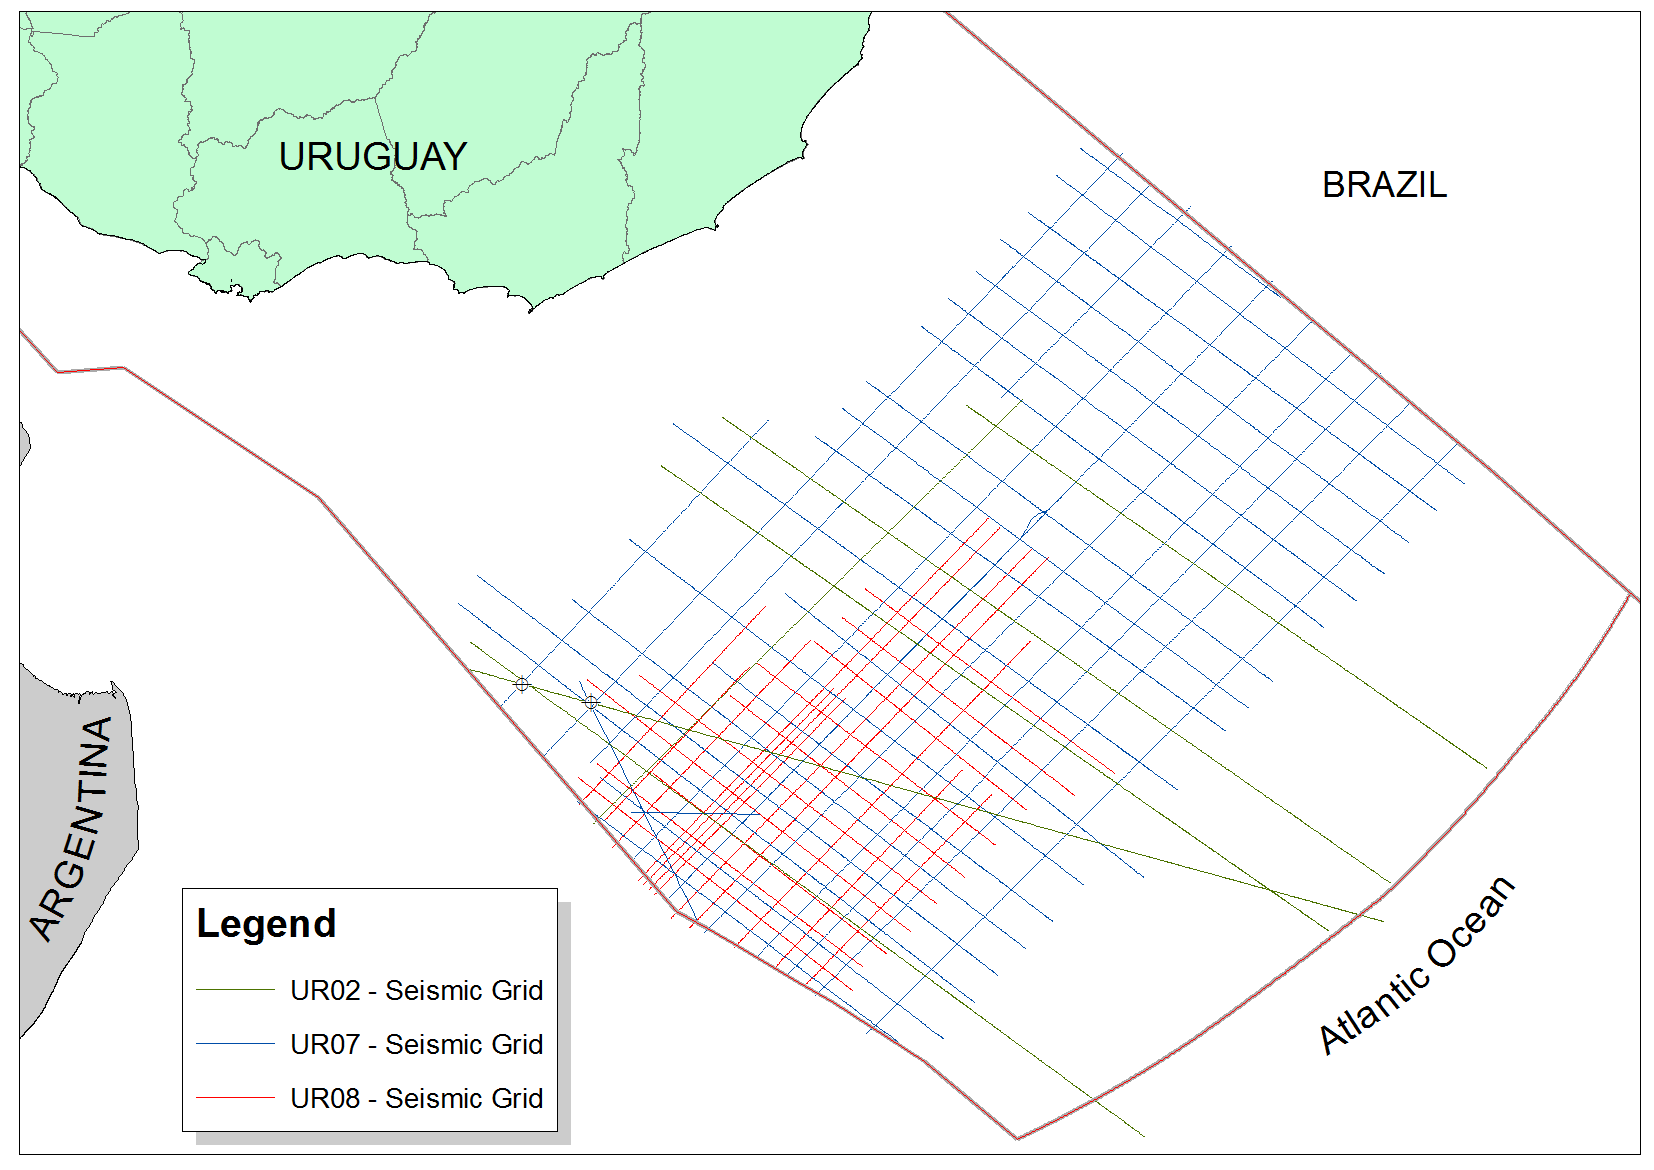 URUGUAY
BRAZIL
ARGENTINA
Atlantic Ocean
Legend
UR02 - Seismic Grid
UR07 - Seismic Grid
UR08 - Seismic Grid